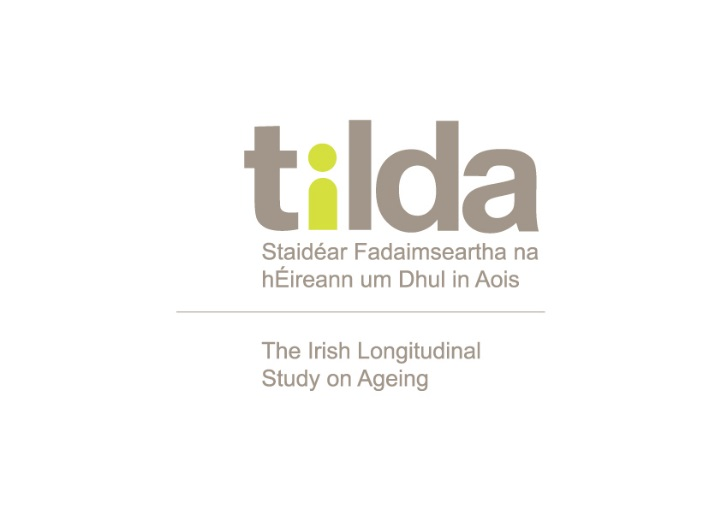 tilda
Staidéar Fadaimseartha na
hÉireann um Dhul in Aois
The Irish Longitudinal
Study on Ageing